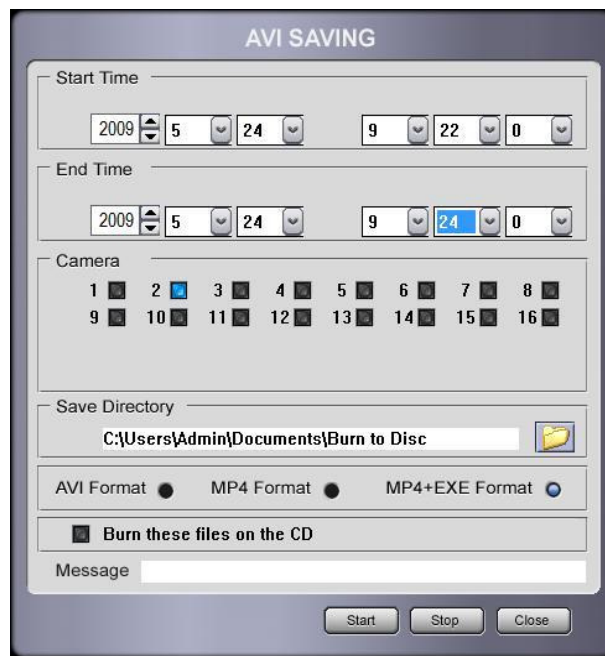 AVI SAVING
Start Time
2009 5 24 9 22 0
End Time
2009 5 24 9 24 0
Camera
1 2 3 4 5 6 7 8
9 10 11 12 13 14 15 16
Save Directory
C:\Users\Admin\Documents\Burn to Disc
AVI Format MP4 Format MP4+EXE Format
Burn these files on the CD
Message
Start Stop Close